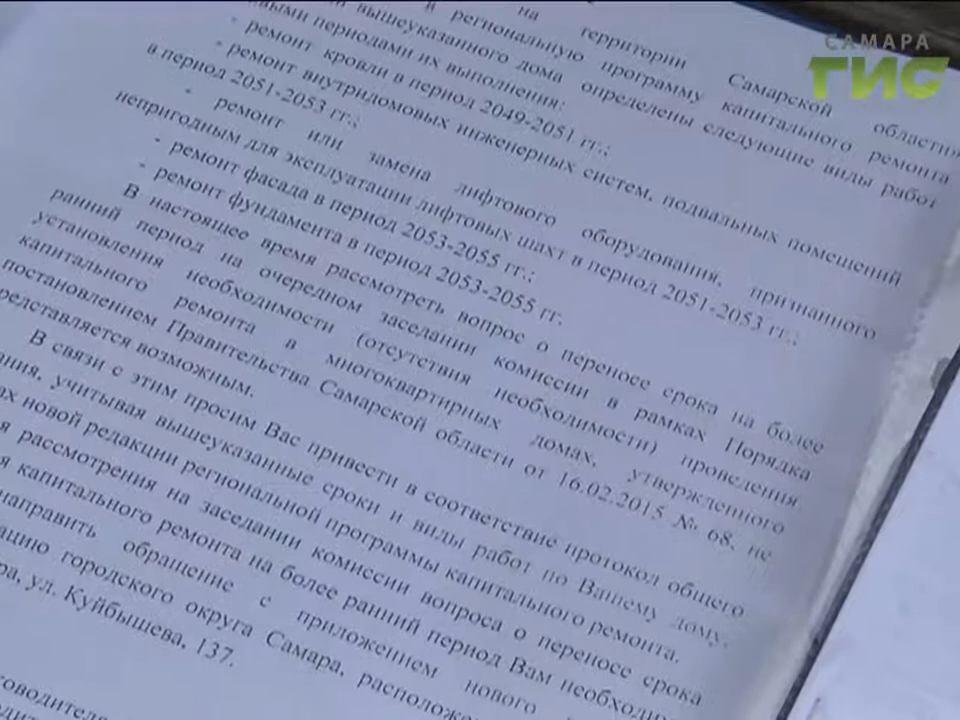 САМАРА
ГИС
на территории Самарской области
в региональную программу капитального ремонта
вышеуказанного дома определены следующие виды работ
периодами их выполнения:
- ремонт кровли в период 2049-2051 гг.;
- ремонт внутридомовых инженерных систем, подвальных помещений
в период 2051-2053 гг.;
- ремонт или замена лифтового оборудования, признанного
непригодным для эксплуатации лифтовых шахт в период 2051-2053 гг.;
- ремонт фасада в период 2053-2055 гг.;
- ремонт фундамента в период 2053-2055 гг.
В настоящее время рассмотреть вопрос о переносе срока на более
ранний период на очередном заседании комиссии в рамках Порядка
установления необходимости (отсутствия необходимости) проведения
капитального ремонта в многоквартирных домах, утвержденного
постановлением Правительства Самарской области от 16.02.2015 № 68, не
представляется возможным.
В связи с этим просим Вас привести в соответствие протокол общего
учитывая вышеуказанные сроки и виды работ по Вашему дому,
новой редакции региональной программы капитального ремонта.
рассмотрения на заседании комиссии вопроса о переносе срока
капитального ремонта на более ранний период Вам
направить обращение с приложением нового
городского округа Самара,
ул. Куйбышева, 137.